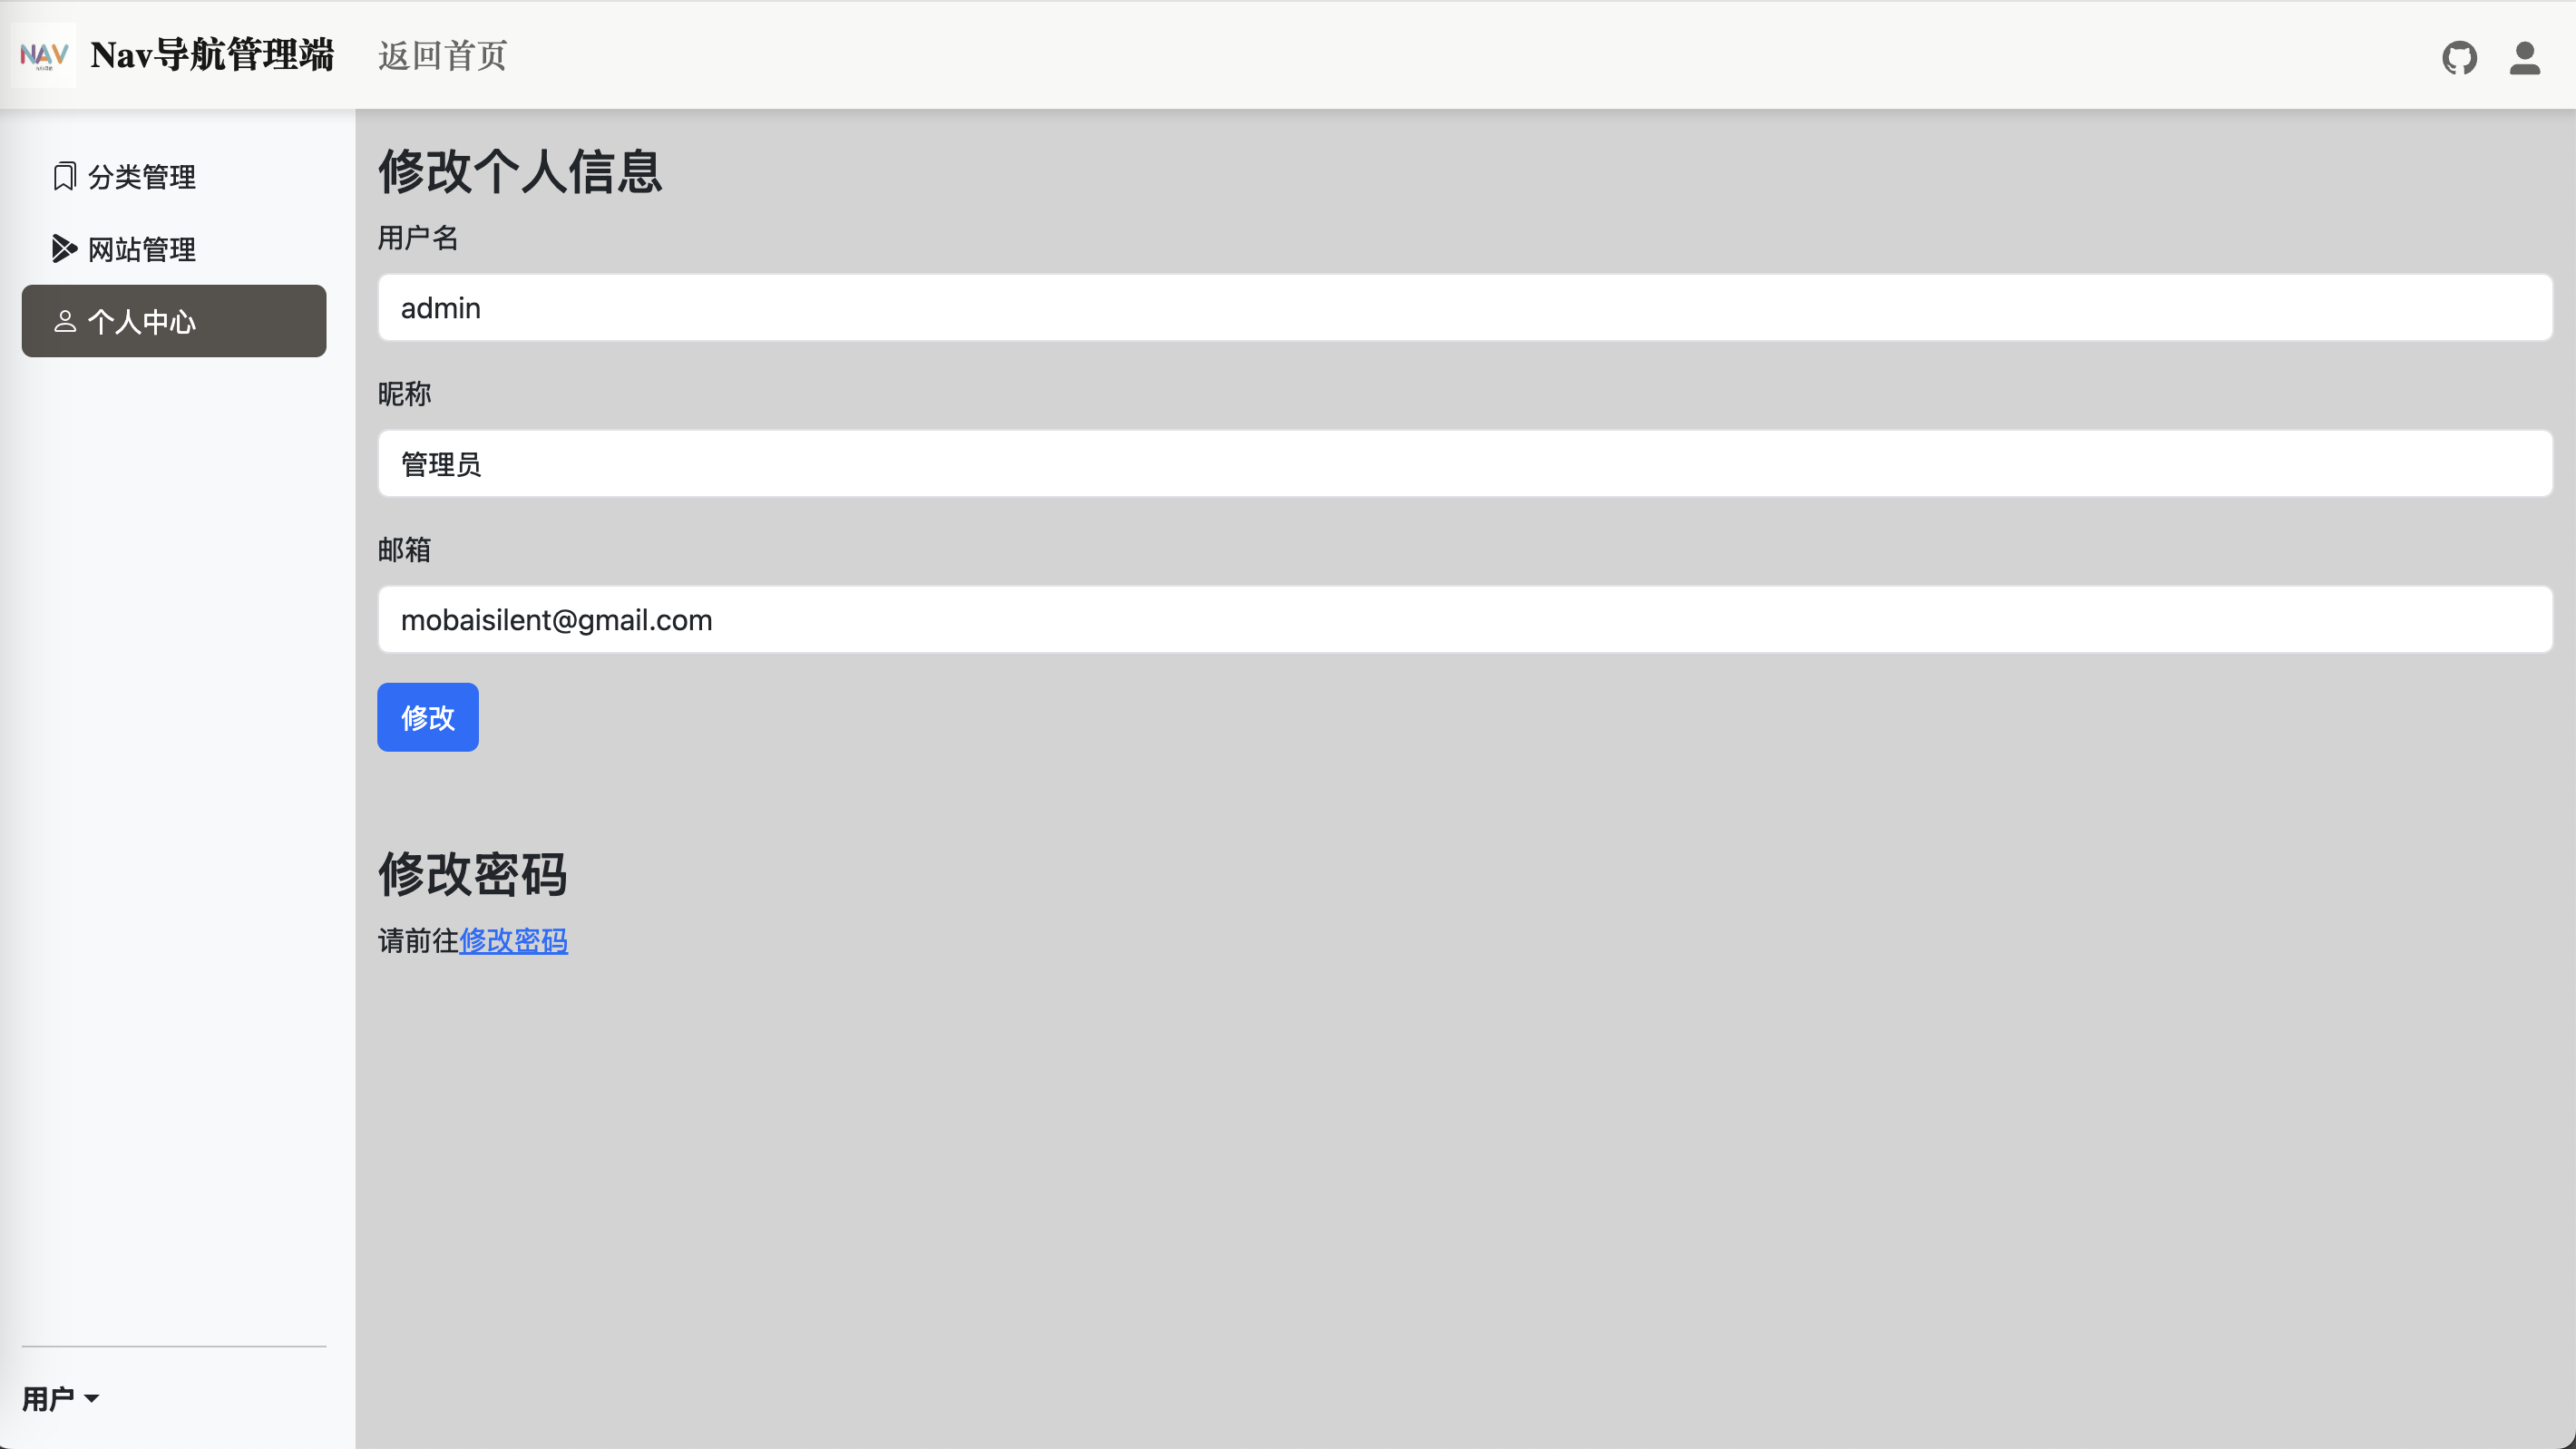 NAV
Nav导航管理端
返回首页
分类管理
网站管理
个人中心
用户
修改个人信息
用户名
admin
昵称
管理员
邮箱
mobaisilent@gmail.com
修改
修改密码
请前往修改密码